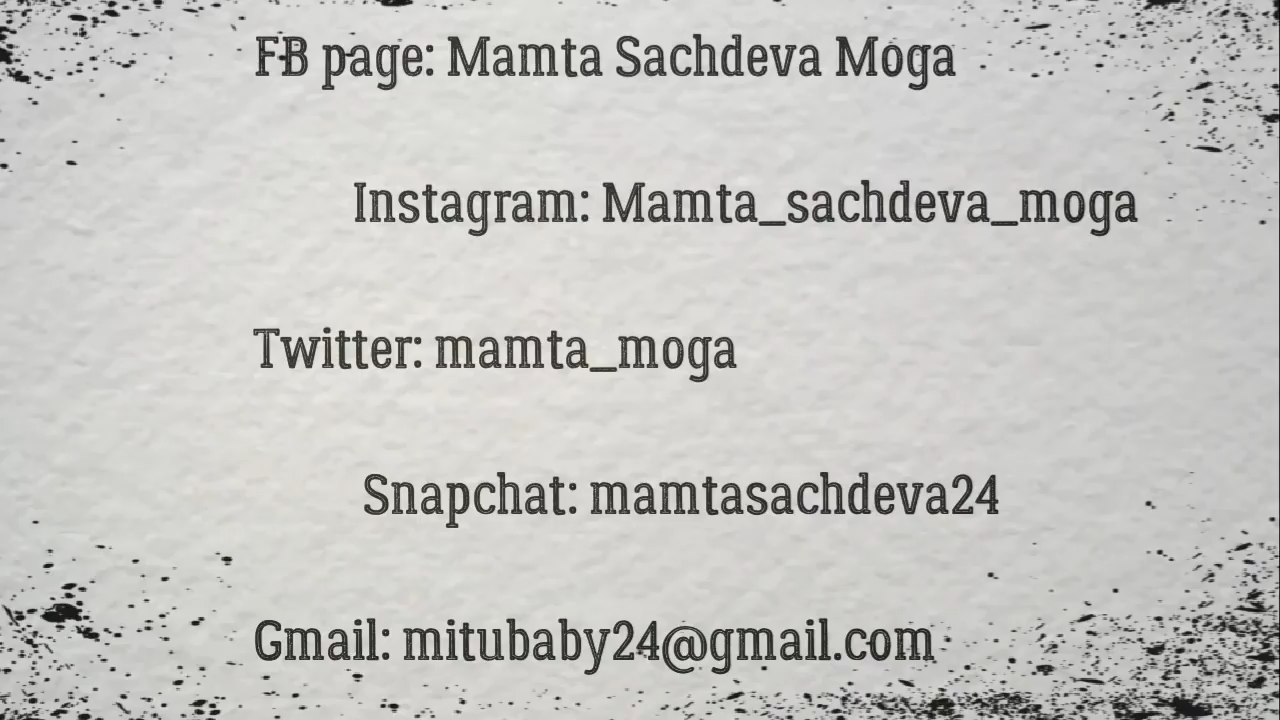 FB page: Mamta Sachdeva Moga
Instagram: Mamta_sachdeva_moga
Twitter: mamta_moga
Snapchat: mamtasachdeva24
Gmail: mitubaby24@gmail.com